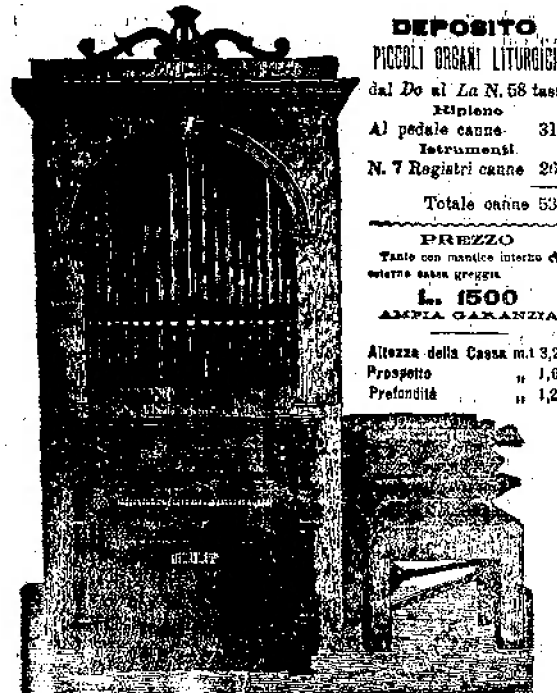 DEPOSITO
PICCOLI ORGANI LITURGICI
dal Do al La N. 58 tas
Ripieno
Al pedale canne 31
Istrumenti
N. 7 Registri canne 20
Totale canne 53
PREZZO
Tanto con mantice interno
esterno cassa greggia
L. 1500
AMPIA GARANZIA
Altezza della Cassa m.t 3,2
Prospetto „ 1,6
Profondità „ 1,2